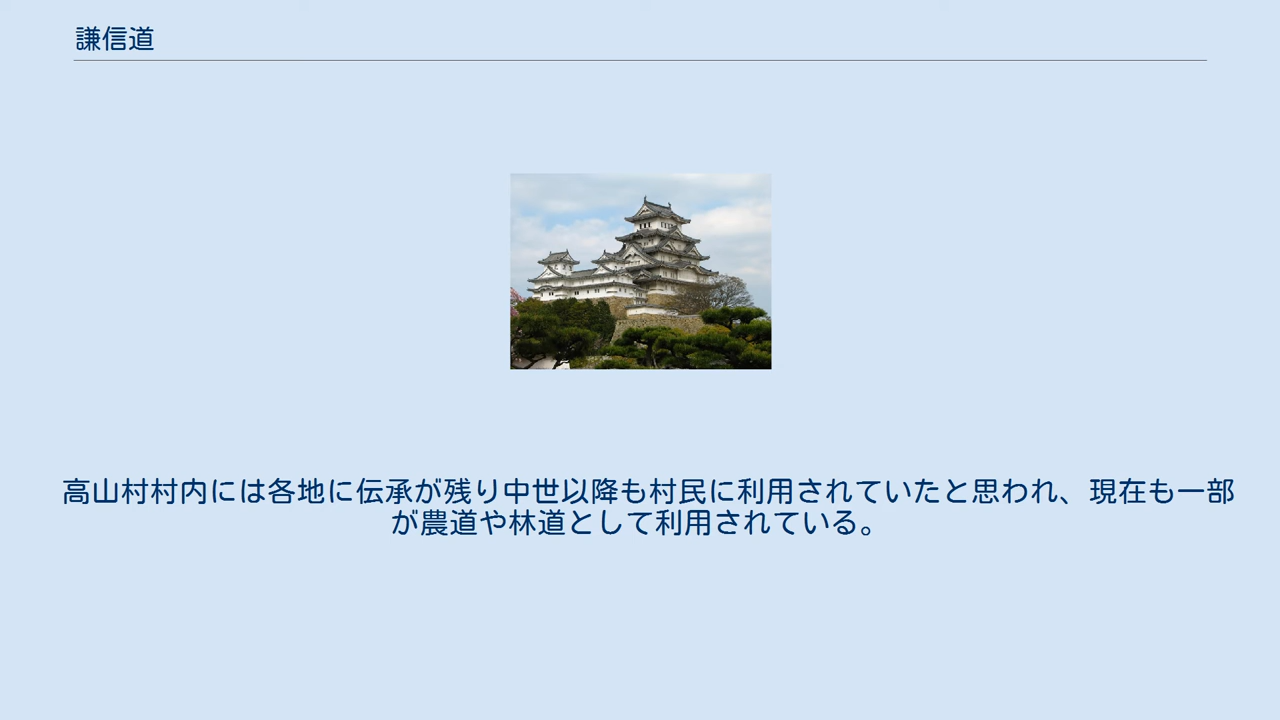 謙信道
高山村村内には各地に伝承が残り中世以降も村民に利用されていたと思われ、現在も一部
が農道や林道として利用されている。